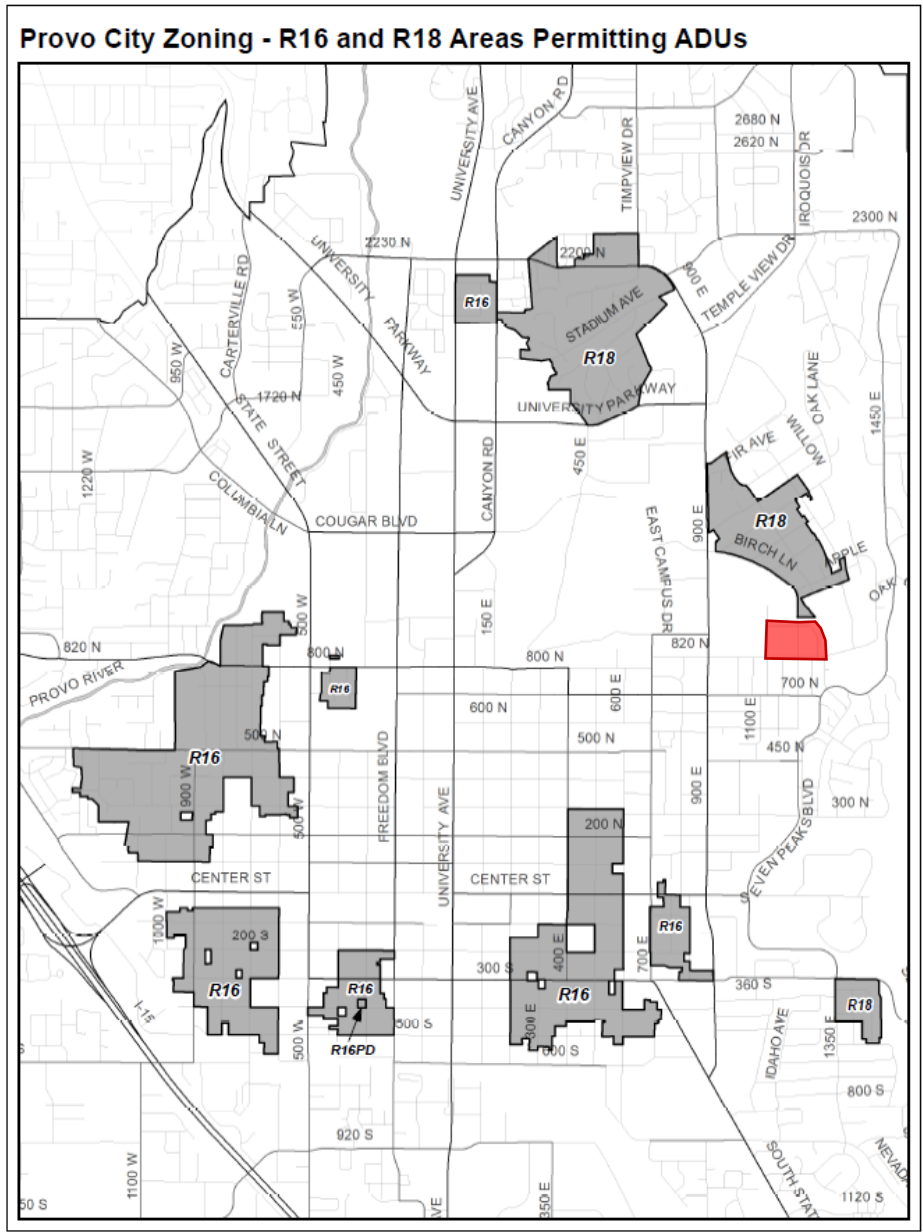 Provo City Zoning - R16 and R18 Areas Permitting ADUs
UNIVERSITY AVE
CANYON RD
TIMPVIEW DR
2680 N
2620 N
IROQUOIS DR
2300 N
2230 N
2200 N
UNIVERSITY
PARKWAY
CARTERVILLE RD
550 W
450 W
950 W
900 E
TEMPLE VIEW DR
R16
STADIUM AVE
R18
UNIVERSITY PARKWAY
1720 N
STATE STREET
OAK LANE
WILLOW
1450 E
FIR AVE
450 E
CANYON RD
1220 W
COLUMBIA LN
COUGAR BLVD
EAST CAMPUS DR
900 E
R18
BIRCH LN
500 W
150 E
820 N
800 N
800 N
820 N
PROVO RIVER
R16
600 N
600 E
700 N
1100 E
R16
500 N
500 N
450 N
900 W
500 W
FREEDOM BLVD
UNIVERSITY AVE
900 E
300 N
200 N
SEVEN PEAKS BLVD
CENTER ST
CENTER ST
1000 W
200 S
R16
400 E
700 E
R16
300 S
360 S
R16
R16
R18
I-15
500 W
R16PD
500 S
300 E
600 S
IDAHO AVE
1350 E
800 S
920 S
1100 W
350 E
SOUTH STAT
NEVADA
1120 S
50 S
AVE